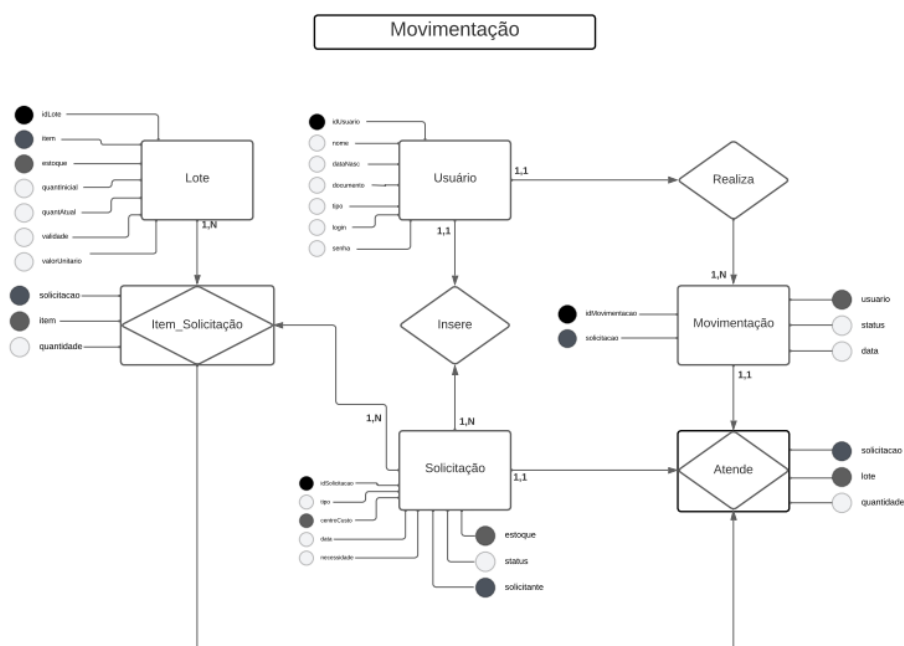 Movimentação
idLote
item
estoque
quantInicial
quantAtual
validade
valorUnitario
Lote
1,N
idUsuario
nome
dataNasc
documento
tipo
login
senha
Usuário
1,1
1,1
Realiza
1,N
solicitacao
item
quantidade
Item_Solicitação
Insere
idMovimentacao
solicitacao
Movimentação
usuario
status
data
1,1
1,N
1,N
Solicitação
1,1
idSolicitacao
tipo
centroCusto
data
necessidade
estoque
status
solicitante
Atende
solicitacao
lote
quantidade